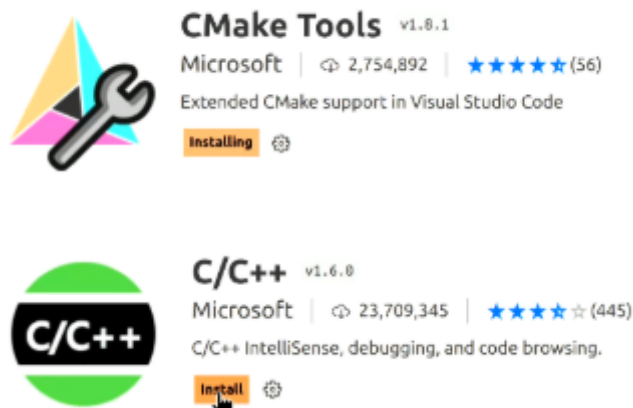 CMake Tools v1.8.1
Microsoft 2,754,892 (56)
Extended CMake support in Visual Studio Code
Installing
C/C++ v1.6.0
Microsoft 23,709,345 (445)
C/C++
C/C++ IntelliSense, debugging, and code browsing.
Install